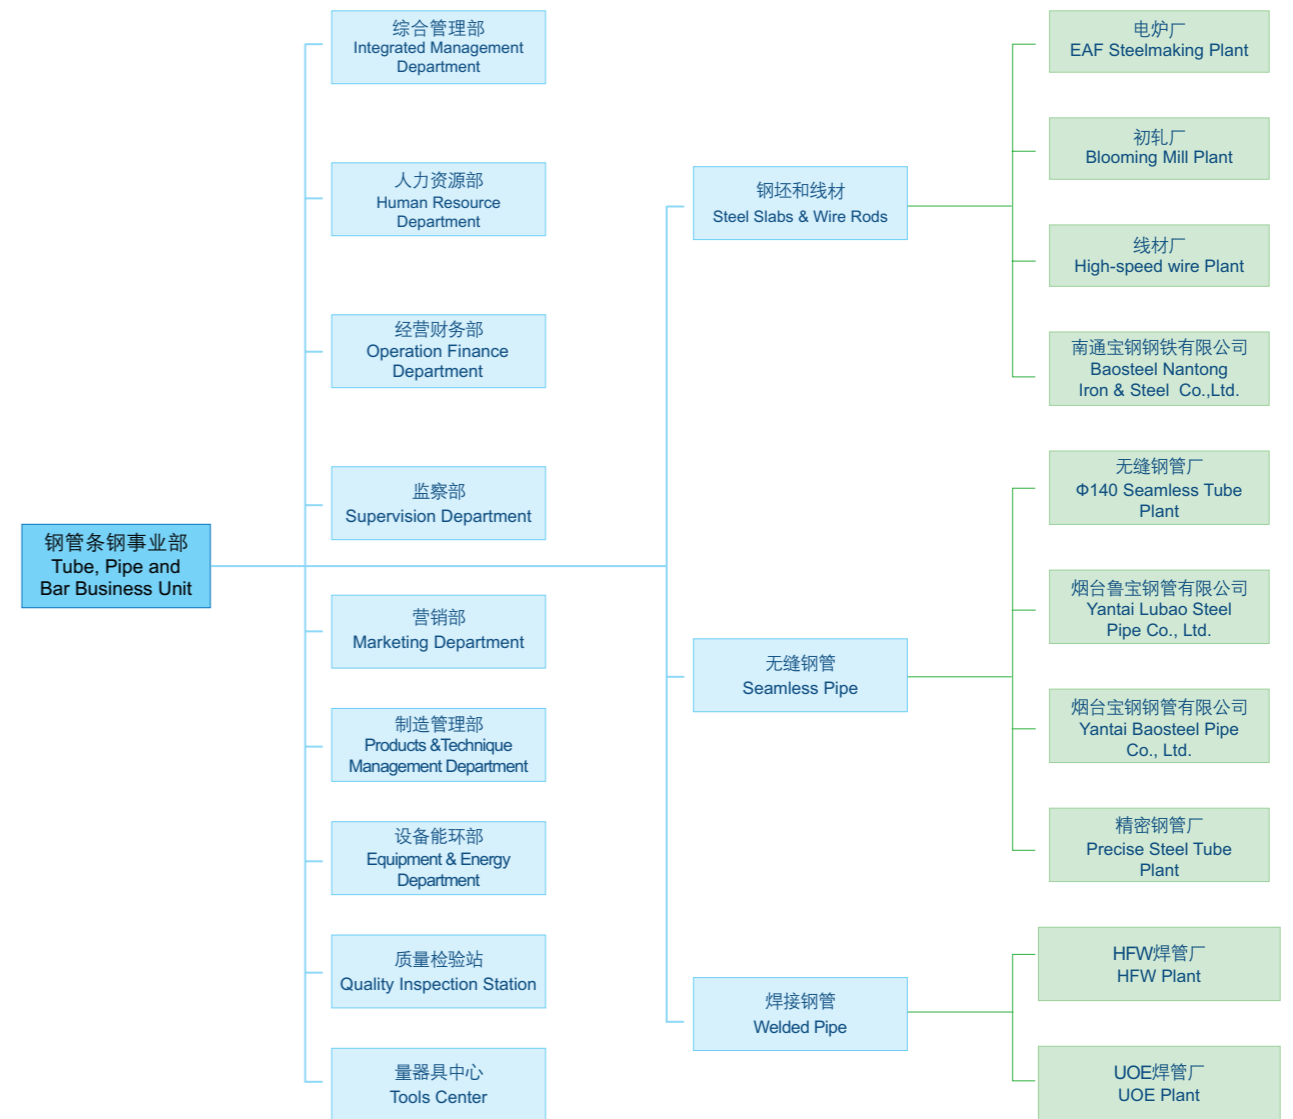 钢管条钢事业部
Tube, Pipe and
Bar Business Unit
综合管理部
Integrated Management
Department
人力资源部
Human Resource
Department
经营财务部
Operation Finance
Department
监察部
Supervision Department
营销部
Marketing Department
制造管理部
Products &Technique
Management Department
设备能环部
Equipment & Energy
Department
质量检验站
Quality Inspection Station
量器具中心
Tools Center
钢坯和线材
Steel Slabs & Wire Rods
电炉厂
EAF Steelmaking Plant
初轧厂
Blooming Mill Plant
线材厂
High-speed wire Plant
南通宝钢钢铁有限公司
Baosteel Nantong
Iron & Steel Co.,Ltd.
无缝钢管
Seamless Pipe
无缝钢管厂
Φ140 Seamless Tube
Plant
烟台鲁宝钢管有限公司
Yantai Lubao Steel
Pipe Co., Ltd.
烟台宝钢钢管有限公司
Yantai Baosteel Pipe
Co., Ltd.
精密钢管厂
Precise Steel Tube
Plant
焊接钢管
Welded Pipe
HFW焊管厂
HFW Plant
UOE焊管厂
UOE Plant